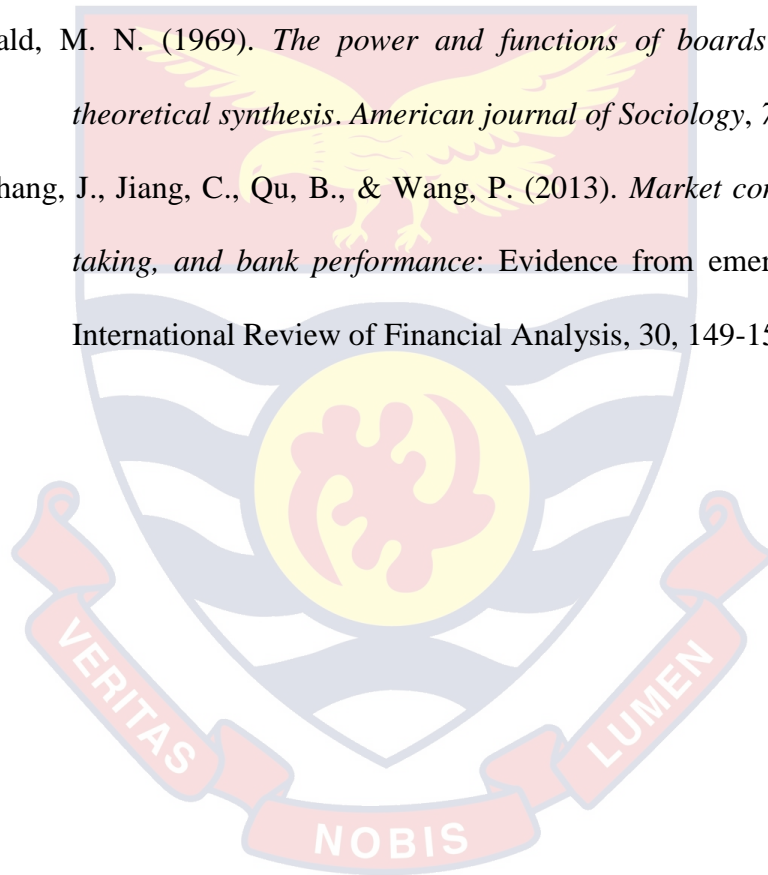 ald, M. N. (1969). The power and functions of boards
theoretical synthesis. American journal of Sociology, 7
hang, J., Jiang, C., Qu, B., & Wang, P. (2013). Market con
taking, and bank performance: Evidence from emer
International Review of Financial Analysis, 30, 149-15
VERITAS
NOBIS
LUMEN